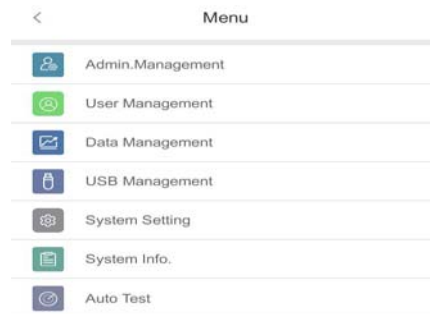 Menu
Admin.Management
User Management
Data Management
USB Management
System Setting
System Info.
Auto Test